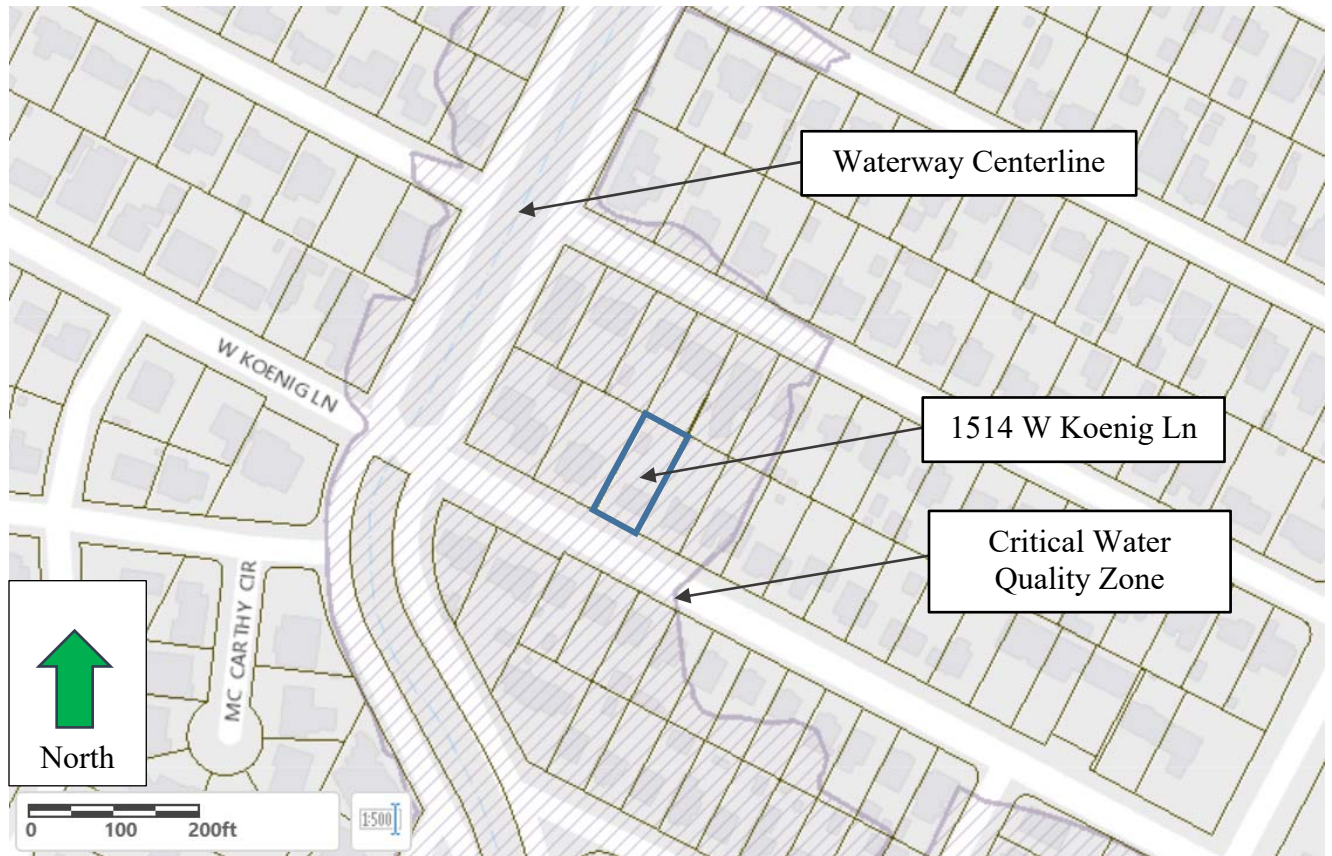 Waterway Centerline
W KOENIG LN
1514 W Koenig Ln
Critical Water
Quality Zone
MC CARTHY CIR
North
0 100 200ft
1:500